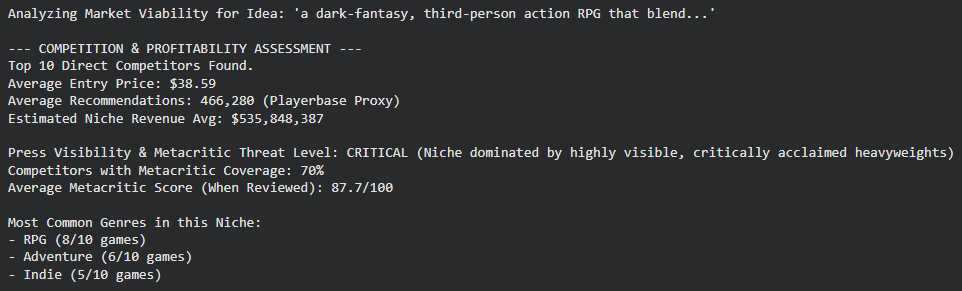 Analyzing Market Viability for Idea: 'a dark-fantasy, third-person action RPG that blend...'
--- COMPETITION & PROFITABILITY ASSESSMENT ---
Top 10 Direct Competitors Found.
Average Entry Price: $38.59
Average Recommendations: 466,280 (Playerbase Proxy)
Estimated Niche Revenue Avg: $535,848,387
Press Visibility & Metacritic Threat Level: CRITICAL (Niche dominated by highly visible, critically acclaimed heavyweights)
Competitors with Metacritic Coverage: 70%
Average Metacritic Score (When Reviewed): 87.7/100
Most Common Genres in this Niche:
- RPG (8/10 games)
- Adventure (6/10 games)
- Indie (5/10 games)